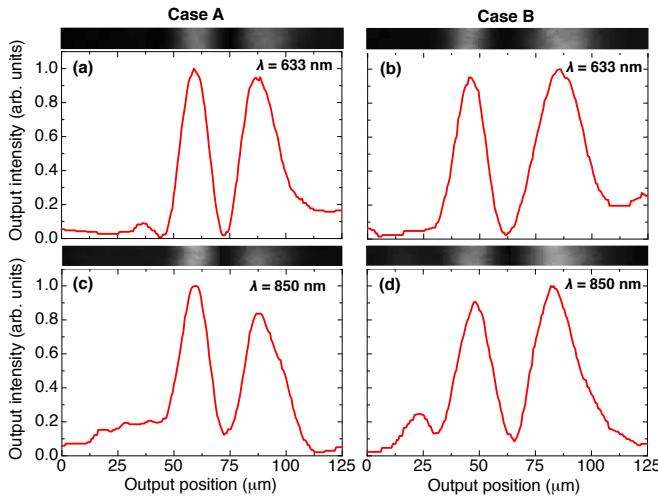 Case A
Case B
Output intensity (arb. units)
1.0
0.8
0.6
0.4
0.2
0.0
(a)
λ = 633 nm
(b)
λ = 633 nm
Output intensity (arb. units)
1.0
0.8
0.6
0.4
0.2
0.0
(c)
λ = 850 nm
(d)
λ = 850 nm
0 25 50 75 100 125
0 25 50 75 100 125
Output position (μm)
Output position (μm)